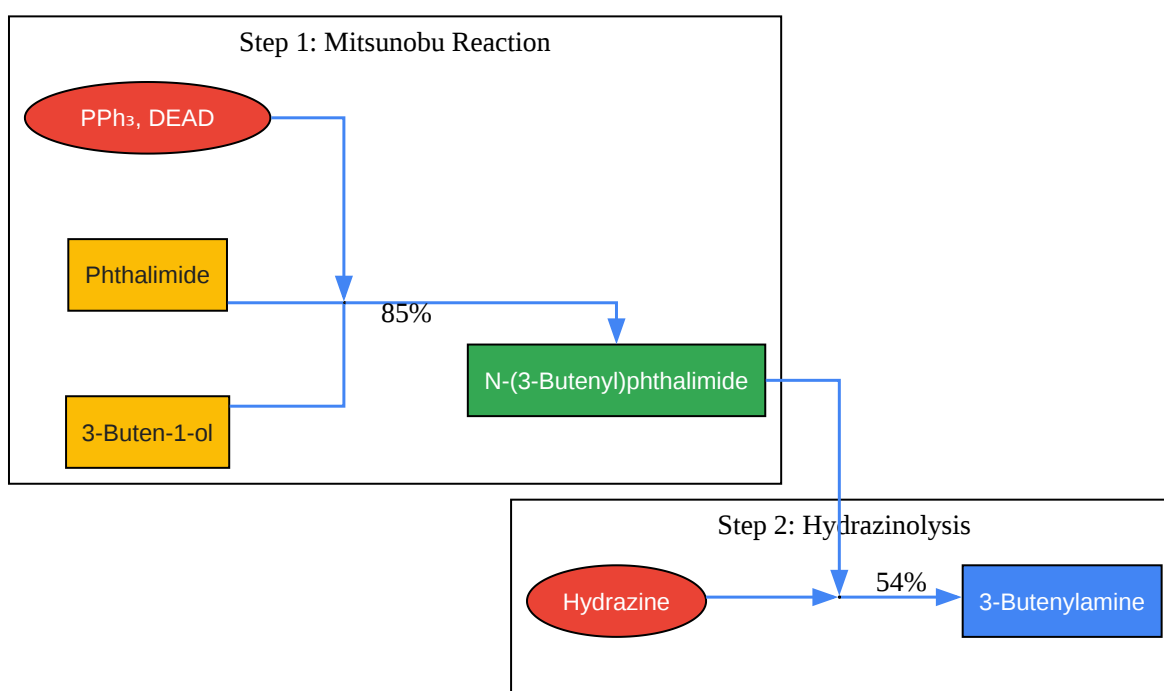 Step 1: Mitsunobu Reaction
PPh₃, DEAD
Phthalimide
85%
N-(3-Butenyl)phthalimide
3-Buten-1-ol
Step 2: Hydrazinolysis
54%
Hydrazine
3-Butenylamine